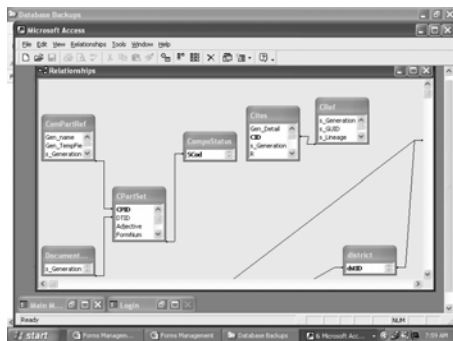 Database Backups
Microsoft Access
File Edit View Relationships Tools Window Help
Relationships
ComPartRef
Gen_name
Gen_TempFie
s_Generation
CompsStatus
SCod
Cites
Gen_Detail
CID
s_Generation
R
CRef
s_Generation
s_GUID
s_Lineage
CPartSet
CPID
DTID
Adjective
FormNum
Document...
s_Generation
district
distID
Main M...
Login
Ready
NUM
start
Forms Managem...
Forms Management
Database Backups
6 Microsoft Acc...
7:59 AM